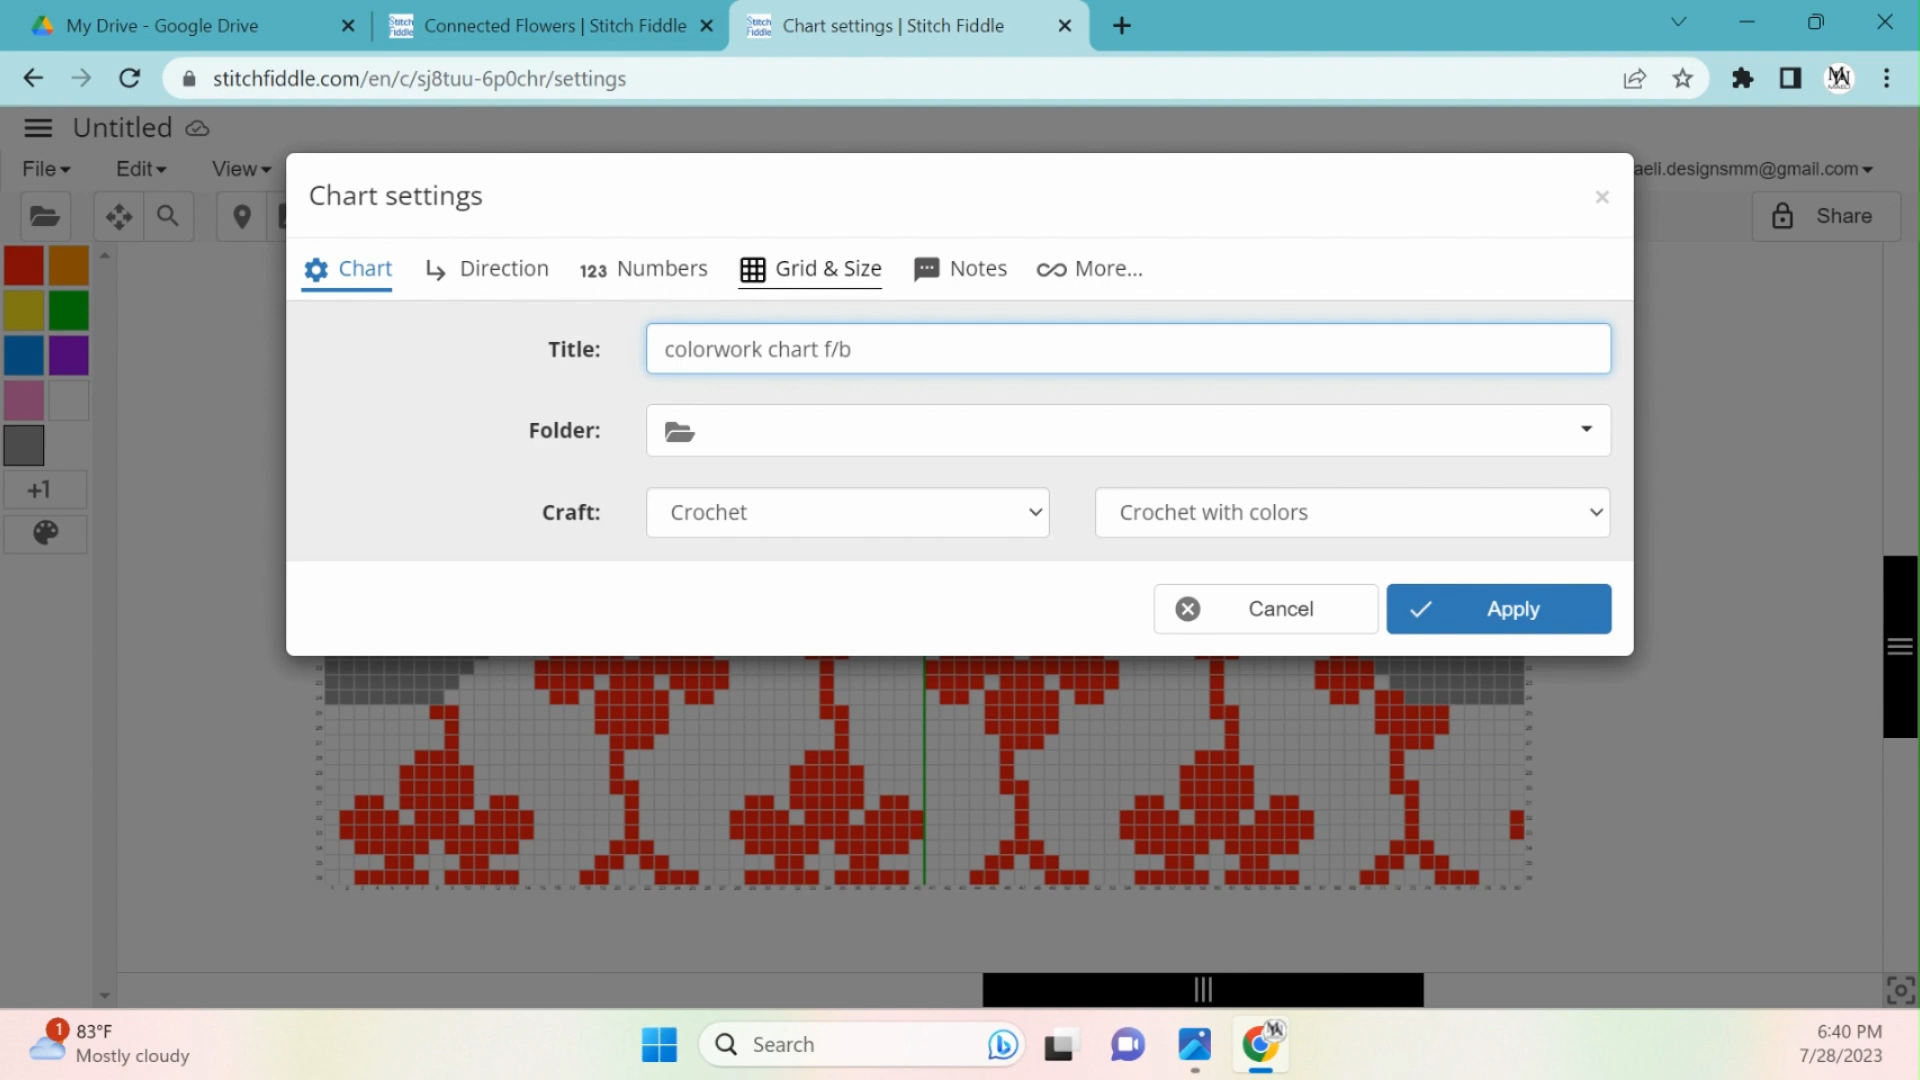 My Drive - Google Drive
Connected Flowers | Stitch Fiddle
Chart settings | Stitch Fiddle
stitchfiddle.com/en/c/sj8tuu-6p0chr/settings
Untitled
File
Edit
View
aeli.designsmm@gmail.com
Share
Chart settings
Chart
Direction
123 Numbers
Grid & Size
Notes
More...
Title:
colorwork chart f/b
Folder:
Craft:
Crochet
Crochet with colors
Cancel
Apply
+1
1
83°F
Mostly cloudy
Search
6:40 PM
7/28/2023